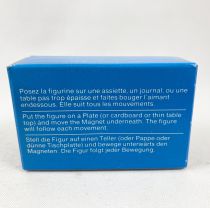 Posez la figurine sur une assiette, un journal, ou une
table pas trop épaisse et faites bouger l'aimant
endessous. Elle suit tous les mouvements.
Put the figure on a Plate (or cardboard or thin table
top) and move the Magnet underneath. The figure
will follow each movement.
Stell die Figur auf einen Teller (oder Pappe oder
dünne Tischplatte) und bewege unterwärts den
Magneten. Die Figur folgt jeder Bewegung.